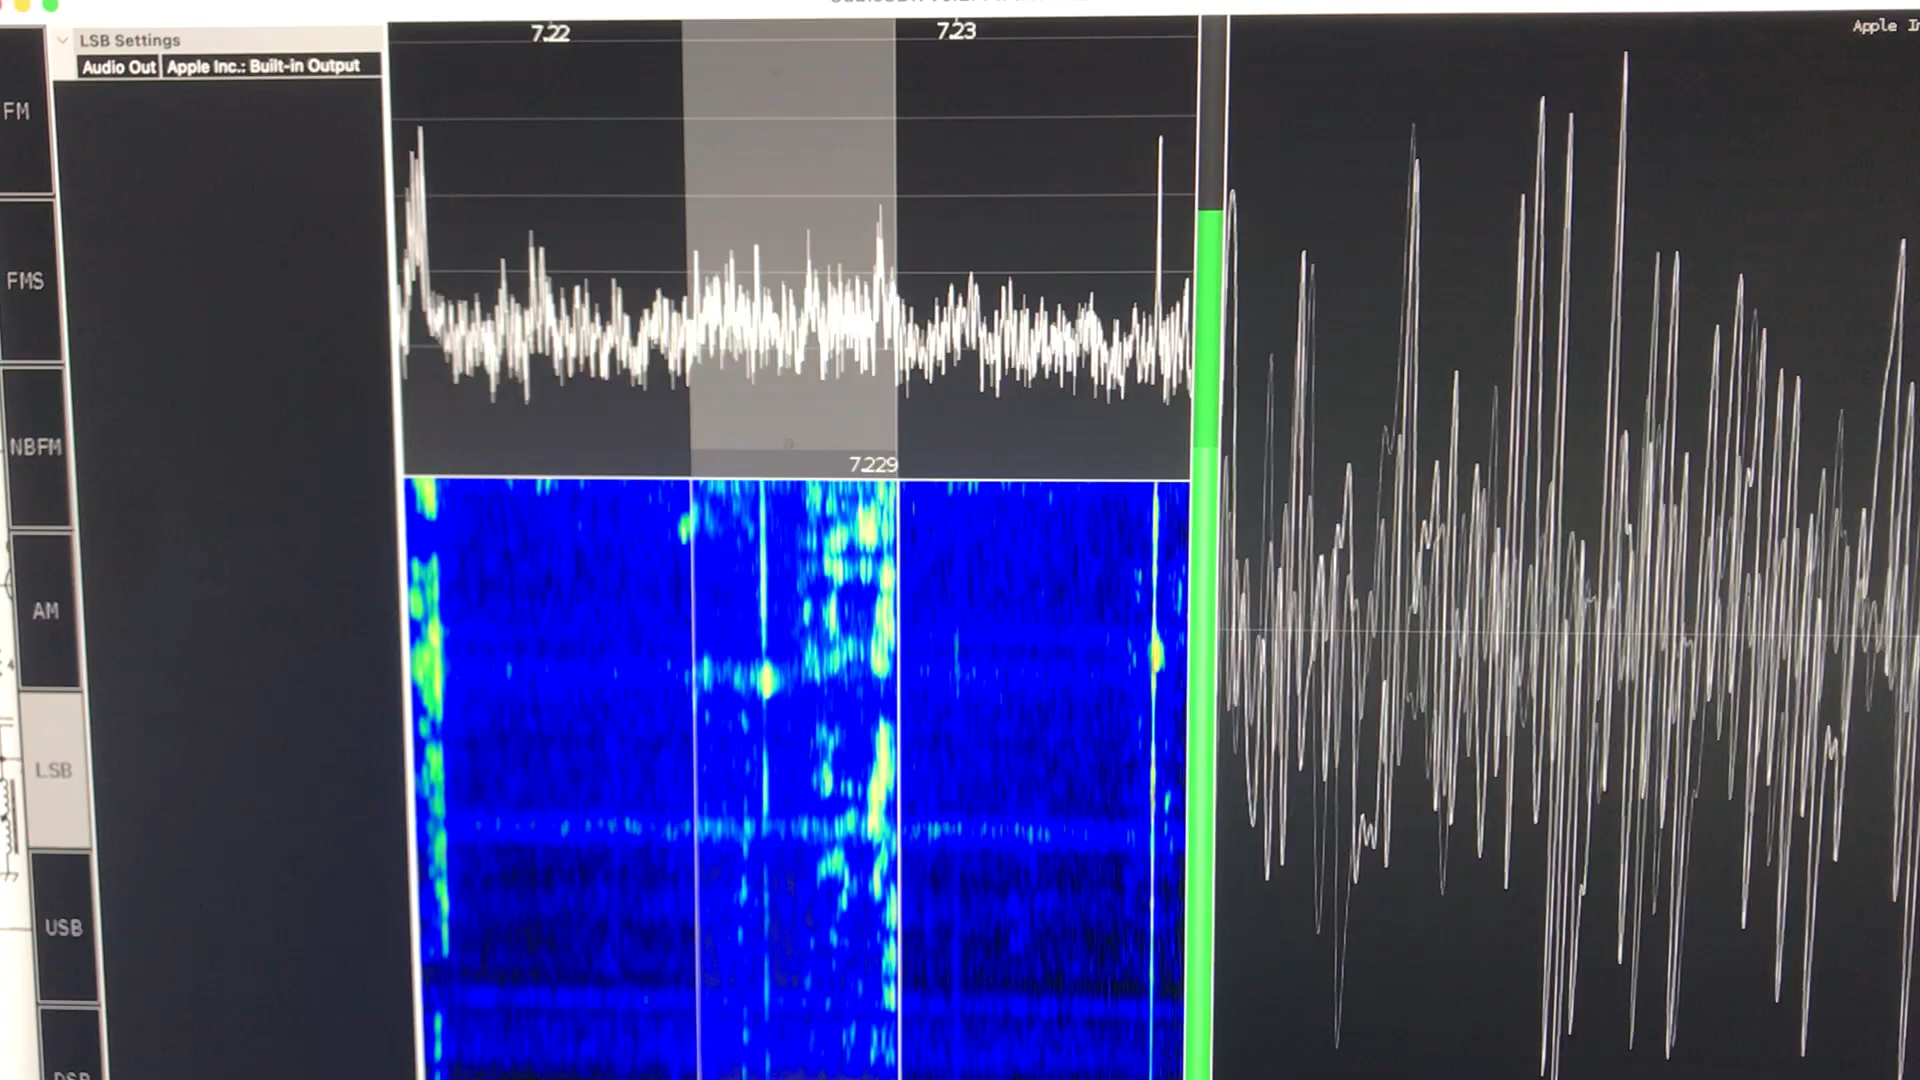 LSB Settings
Audio Out Apple Inc.: Built-in Output
7.22
7.23
Apple
FM
FMS
NBFM
AM
LSB
USB
DSB
7.229